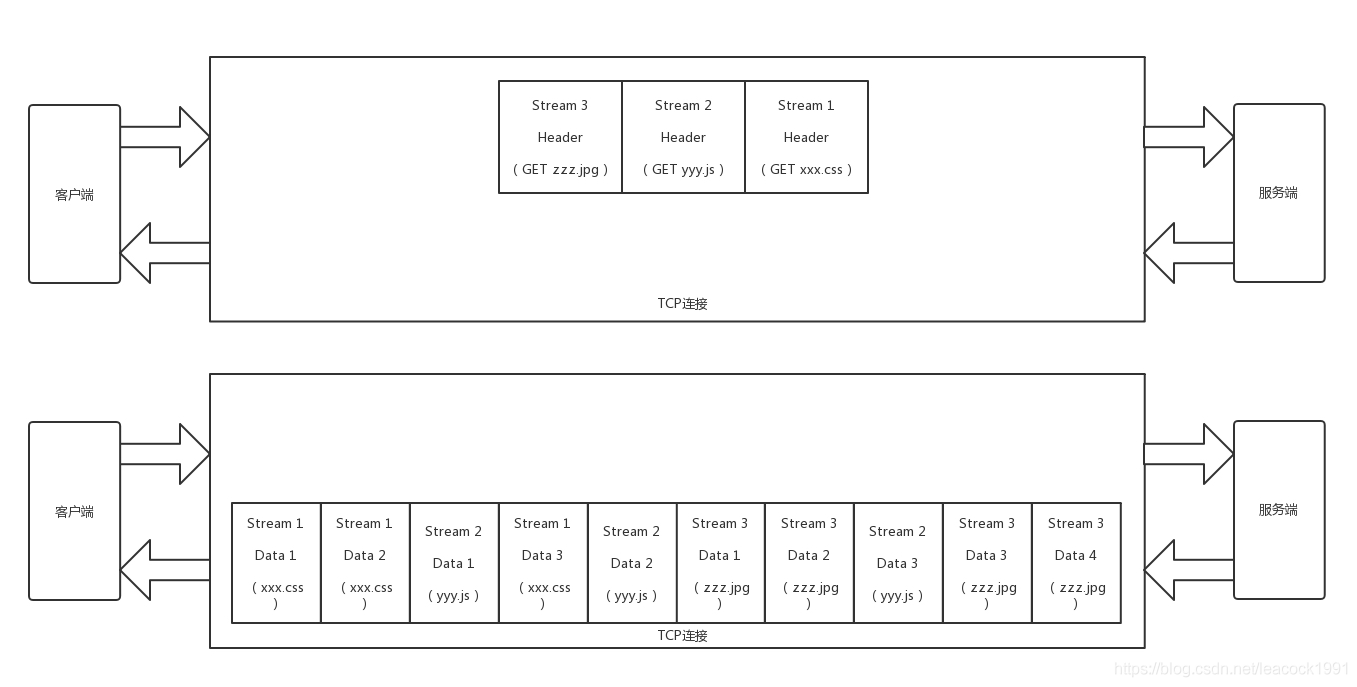 Stream 3
Header
( GET zzz.jpg )
Stream 2
Header
( GET yyy.js )
Stream 1
Header
( GET xxx.css )
客户端
服务端
TCP连接
客户端
服务端
Stream 1
Data 1
( xxx.css
)
Stream 1
Data 2
( xxx.css
)
Stream 2
Data 1
( yyy.js )
Stream 1
Data 3
( xxx.css
)
Stream 2
Data 2
( yyy.js )
Stream 3
Data 1
( zzz.jpg
)
Stream 3
Data 2
( zzz.jpg
)
Stream 2
Data 3
( yyy.js )
Stream 3
Data 3
( zzz.jpg
)
Stream 3
Data 4
( zzz.jpg
)
TCP连接
https://blog.csdn.net/leacock1991